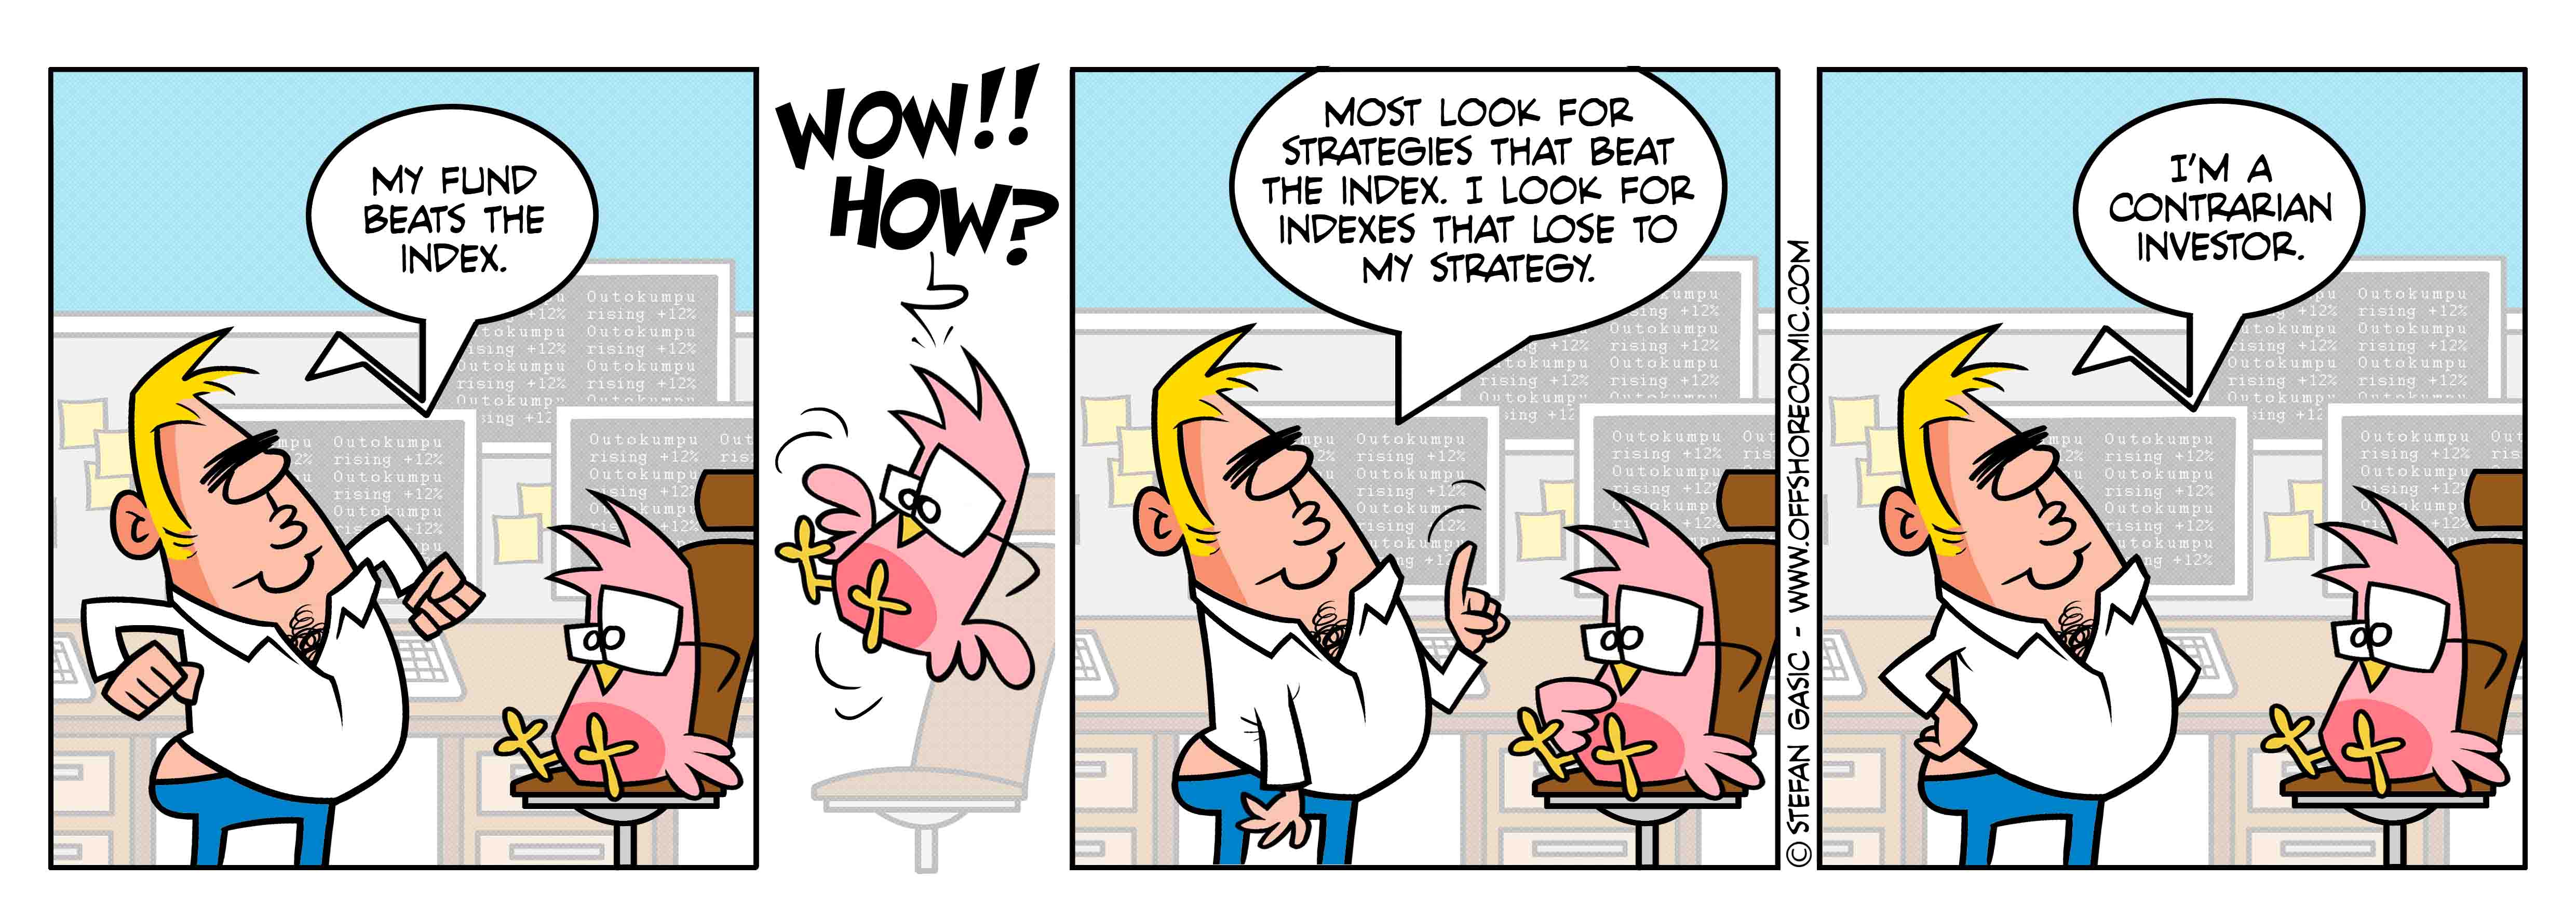 MY FUND
BEATS THE
INDEX.
WOW!!
HOW?
MOST LOOK FOR
STRATEGIES THAT BEAT
THE INDEX. I LOOK FOR
INDEXES THAT LOSE TO
MY STRATEGY.
I'M A
CONTRARIAN
INVESTOR.
© STEFAN GASIC - WWW.OFFSHORECOMIC.COM
Outokumpu
rising +12%
Outokumpu
rising +12%
Outokumpu
rising +12%